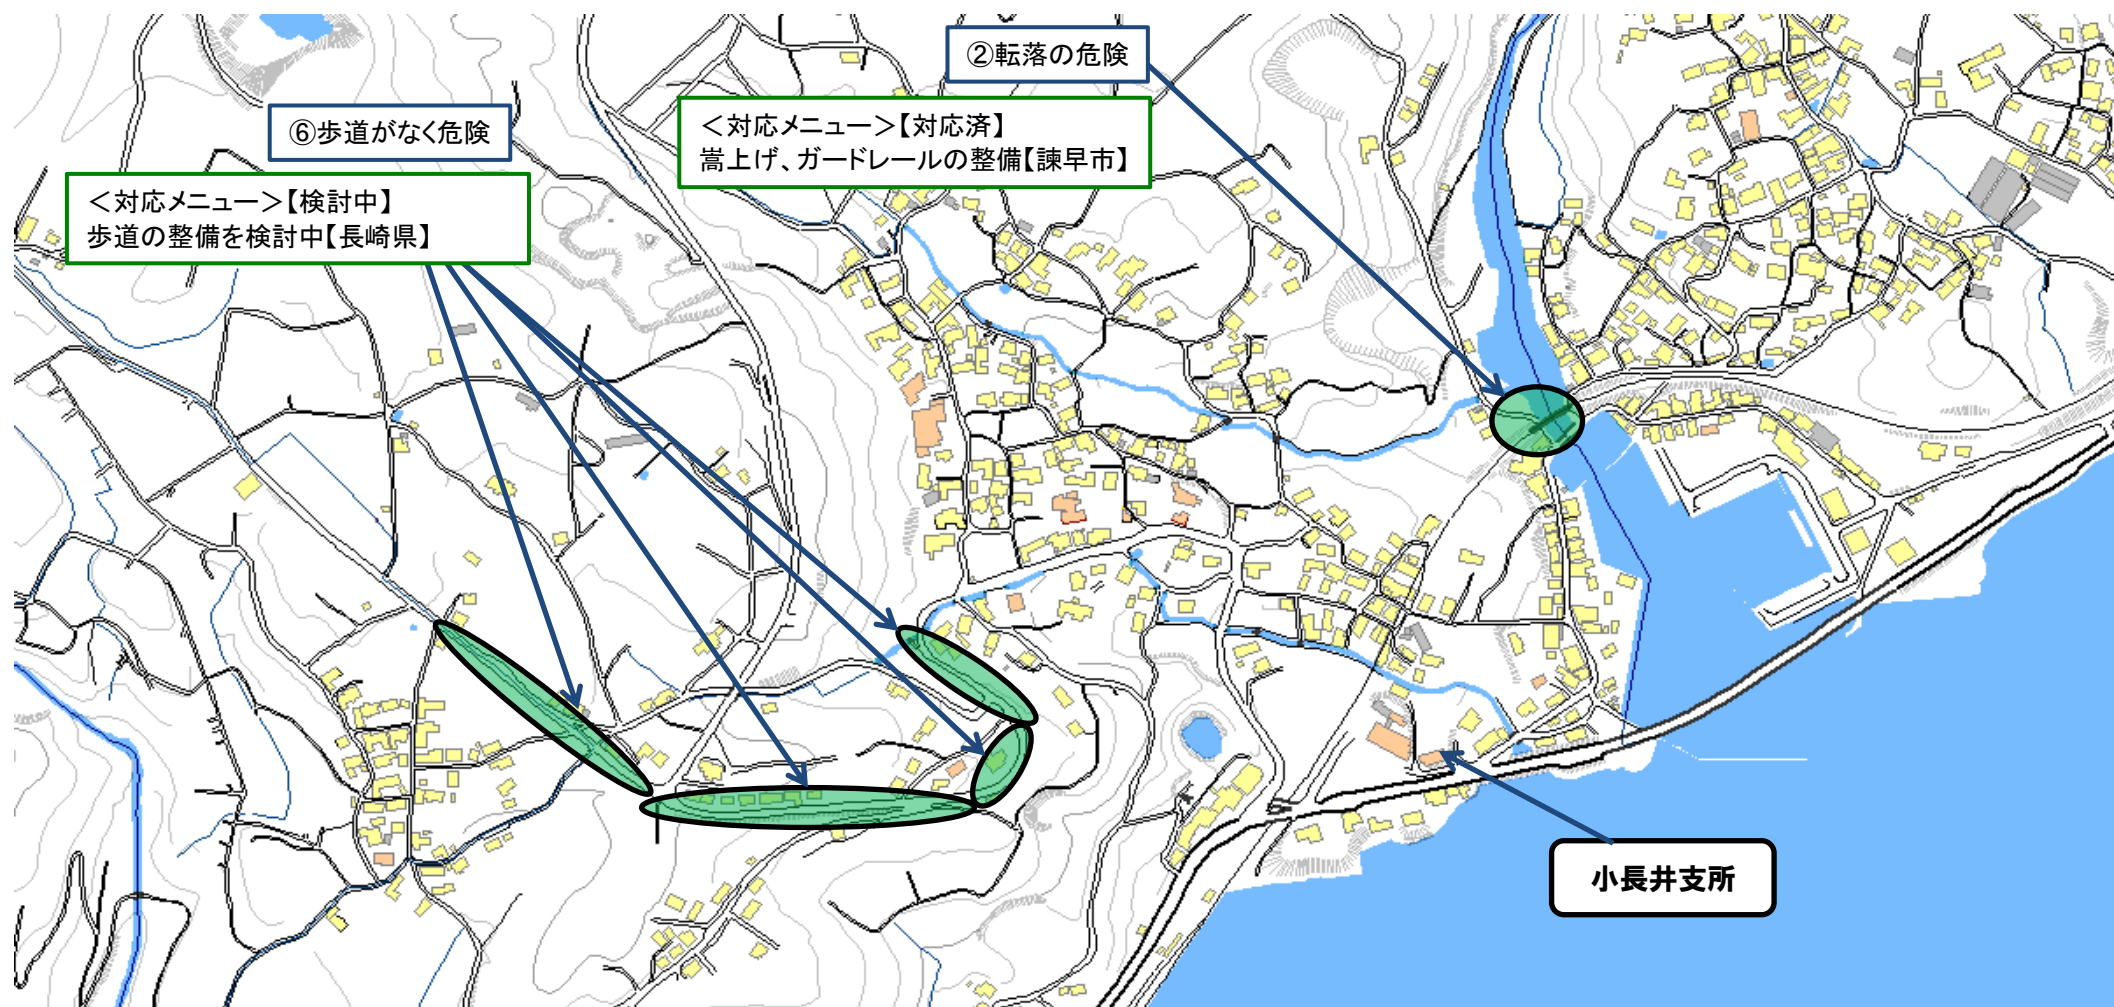 ②転落の危険
<対応メニュー>【対応済】
嵩上げ、ガードレールの整備【諫早市】
⑥歩道がなく危険
<対応メニュー>【検討中】
歩道の整備を検討中【長崎県】
小長井支所